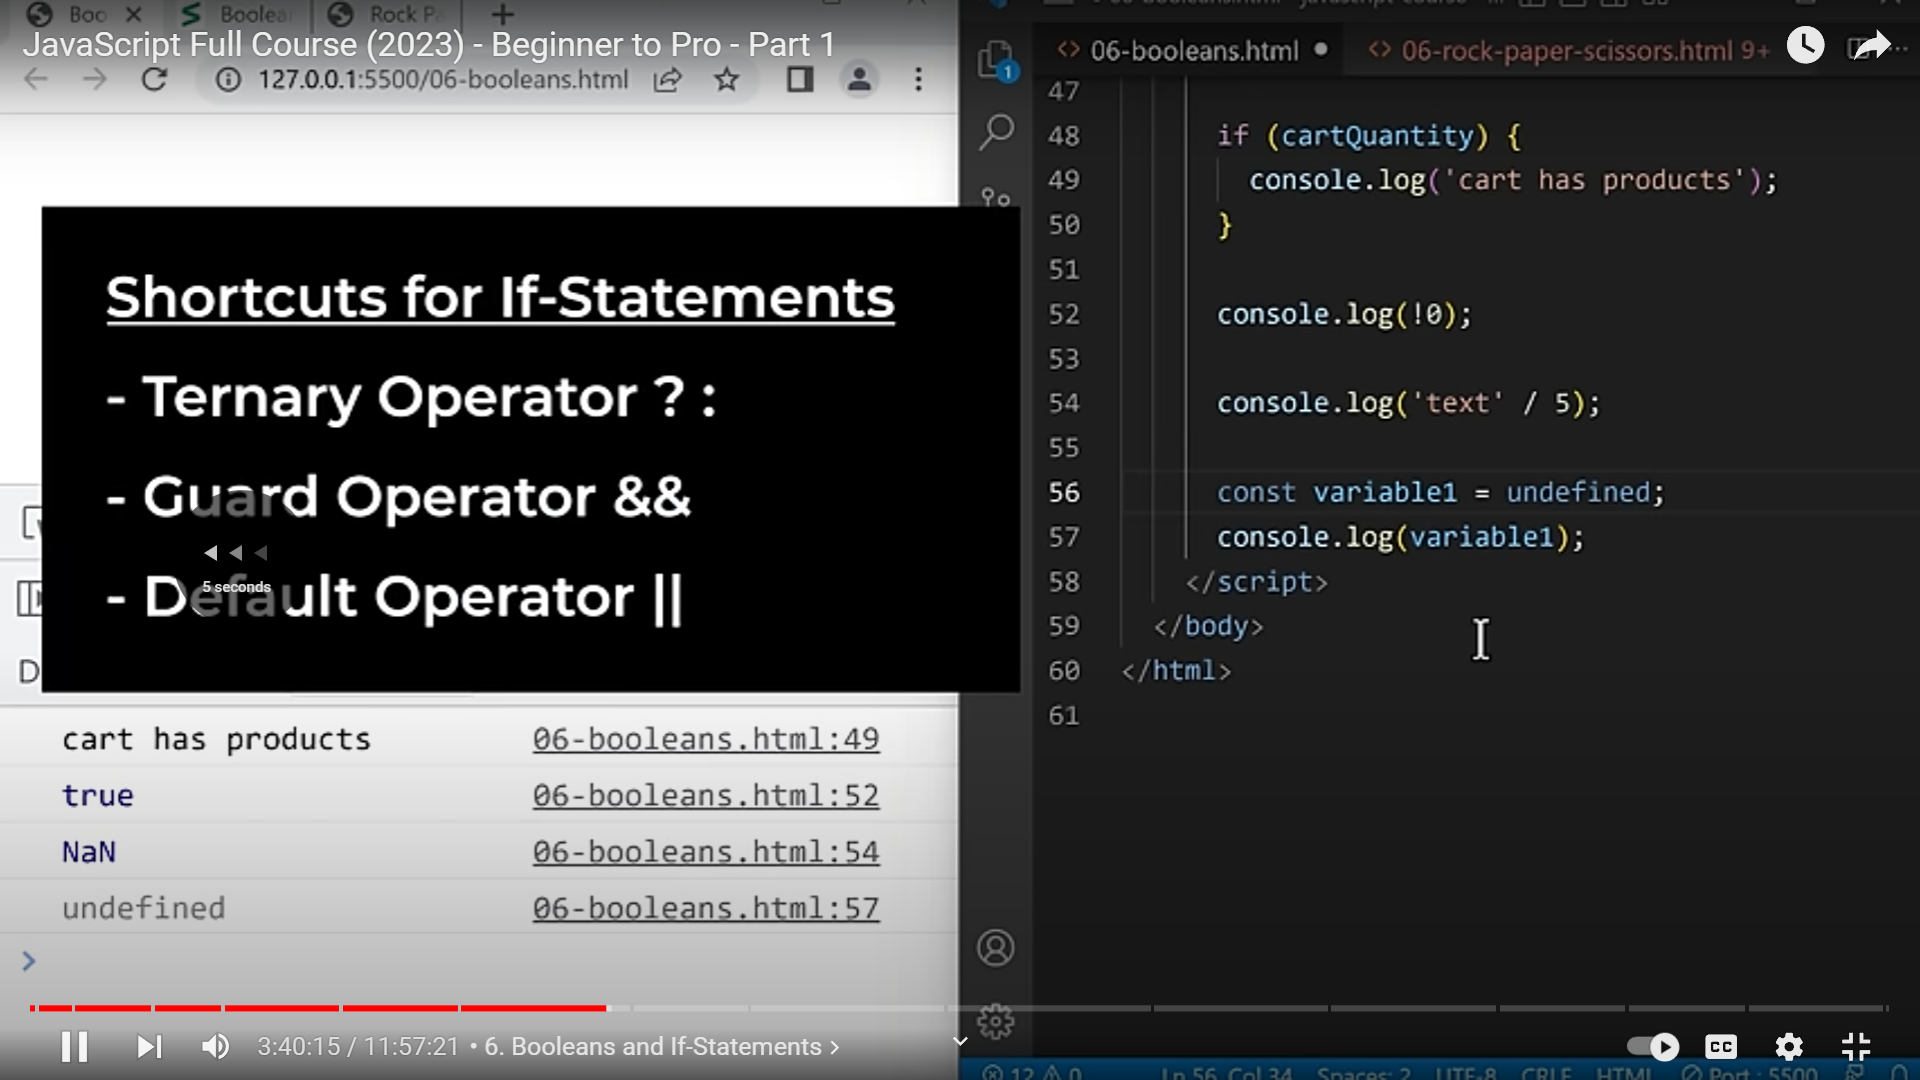 Boo
Boolea
Rock Pa
JavaScript Full Course (2023) - Beginner to Pro - Part 1
127.0.0.1:5500/06-booleans.html
Shortcuts for If-Statements
- Ternary Operator ? :
- Guard Operator &&
5 seconds
- Default Operator ||
D
cart has products 06-booleans.html:49
true 06-booleans.html:52
NaN 06-booleans.html:54
undefined 06-booleans.html:57
>
1
<> 06-booleans.html ●
<> 06-rock-paper-scissors.html 9+
47
48 if (cartQuantity) {
49 console.log('cart has products');
50 }
51
52 console.log(!0);
53
54 console.log('text' / 5);
55
56 const variable1 = undefined;
57 console.log(variable1);
58 </script>
59 </body>
60 </html>
61
3:40:15 / 11:57:21 • 6. Booleans and If-Statements >
CC
12 0 Ln 56, Col 34 Spaces: 2 UTF-8 CRLF HTML Port : 5500